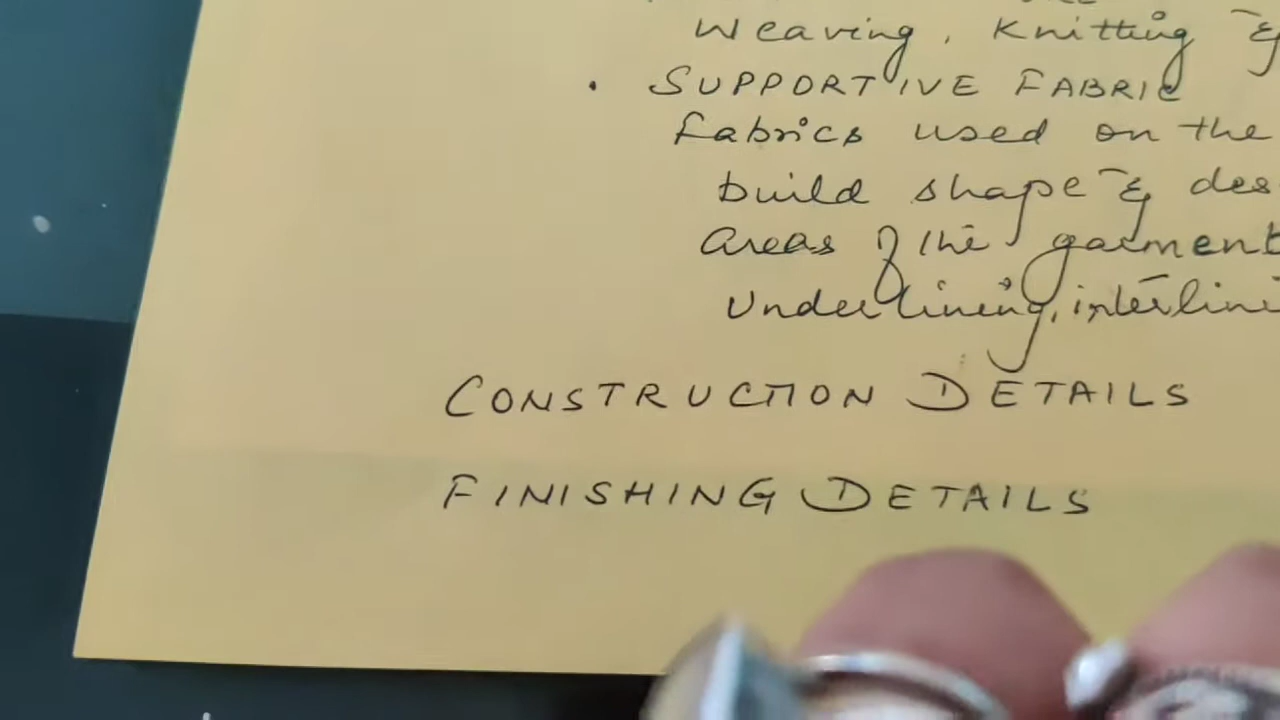 Weaving, Knitting &
• SUPPORTIVE FABRIC
Fabrics used on the
build shape & des
areas of the garment
Underlining, interlini
CONSTRUCTION DETAILS
FINISHING DETAILS